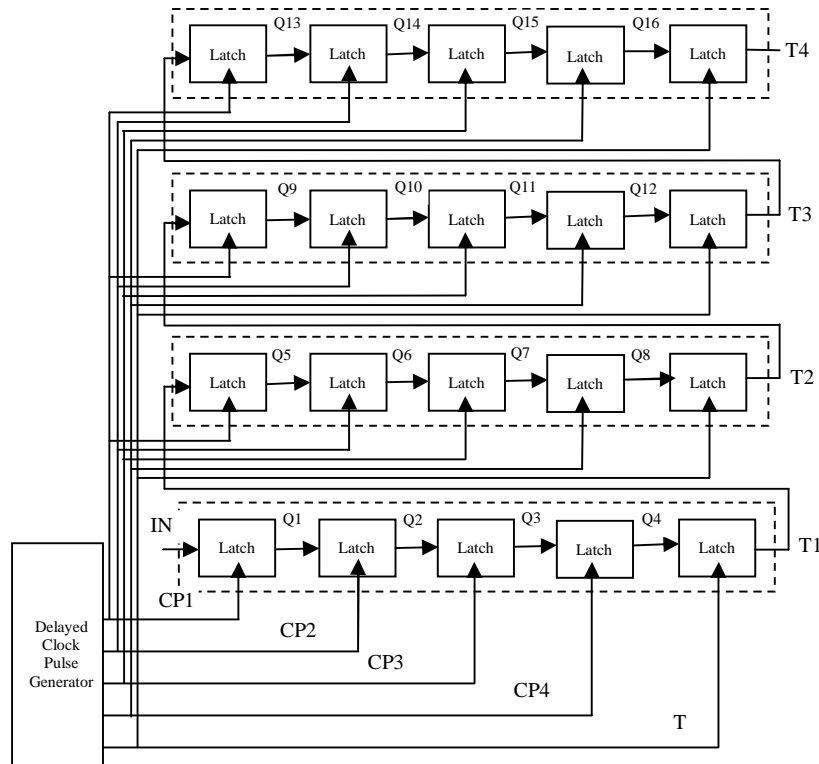 Q13 Q14 Q15 Q16
Latch Latch Latch Latch Latch T4
Q9 Q10 Q11 Q12
Latch Latch Latch Latch Latch T3
Q5 Q6 Q7 Q8
Latch Latch Latch Latch Latch T2
IN Q1 Q2 Q3 Q4
Latch Latch Latch Latch Latch T1
CP1
CP2
CP3
CP4
T
Delayed
Clock
Pulse
Generator